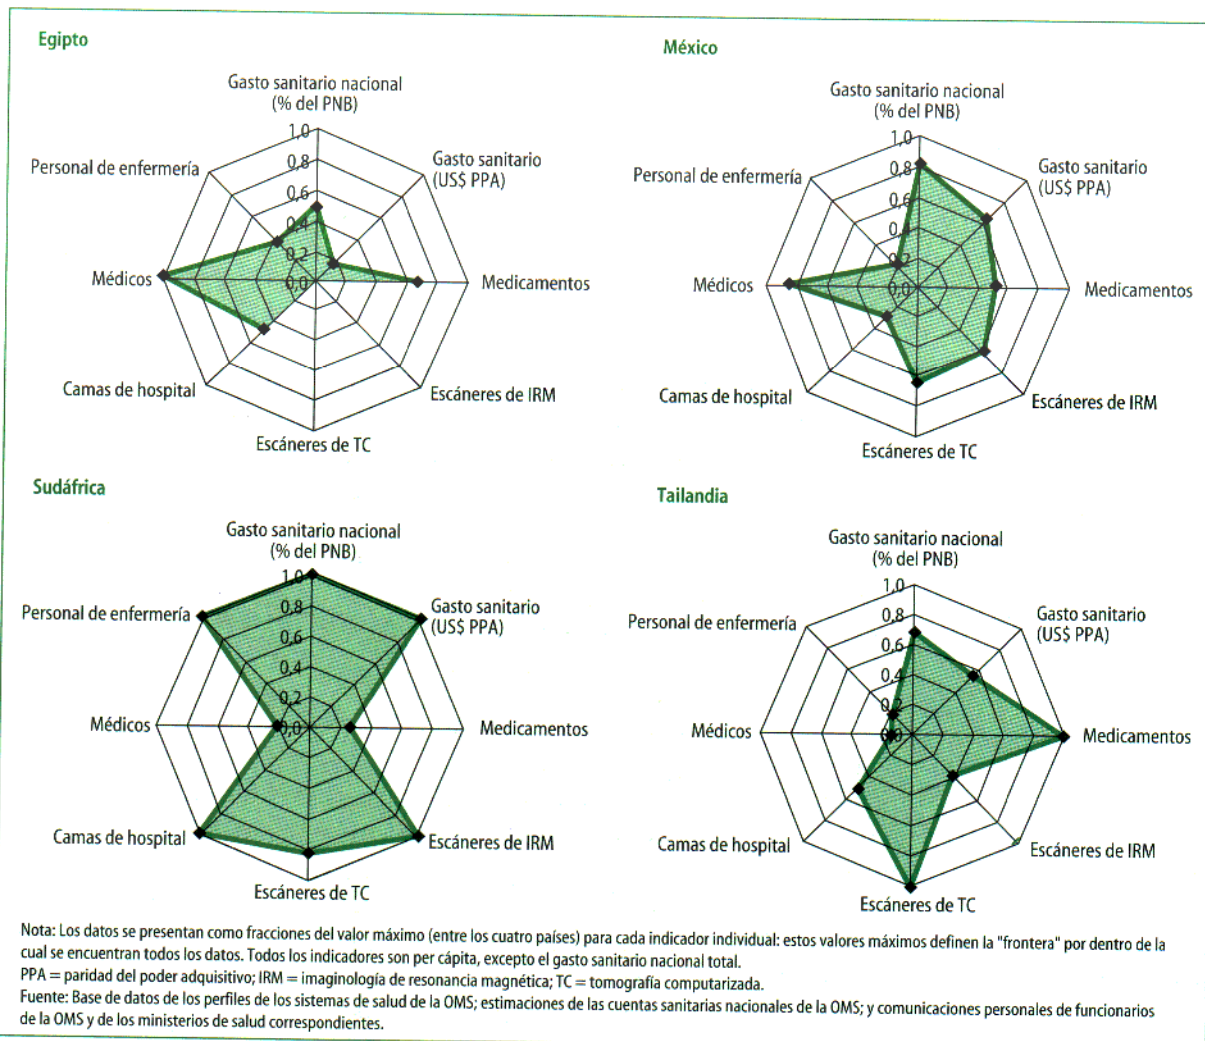 Egipto
Gasto sanitario nacional
(% del PNB)
1,0
0,8
0,6
0,4
0,2
0,0
Gasto sanitario
(US$ PPA)
Personal de enfermería
Médicos
Medicamentos
Camas de hospital
Escáneres de IRM
Escáneres de TC
México
Gasto sanitario nacional
(% del PNB)
1,0
0,8
0,6
0,4
0,2
0,0
Gasto sanitario
(US$ PPA)
Personal de enfermería
Médicos
Medicamentos
Camas de hospital
Escáneres de IRM
Escáneres de TC
Sudáfrica
Gasto sanitario nacional
(% del PNB)
1,0
0,8
0,6
0,4
0,2
0,0
Gasto sanitario
(US$ PPA)
Personal de enfermería
Médicos
Medicamentos
Camas de hospital
Escáneres de IRM
Escáneres de TC
Tailandia
Gasto sanitario nacional
(% del PNB)
1,0
0,8
0,6
0,4
0,2
0,0
Gasto sanitario
(US$ PPA)
Personal de enfermería
Médicos
Medicamentos
Camas de hospital
Escáneres de IRM
Escáneres de TC
Nota: Los datos se presentan como fracciones del valor máximo (entre los cuatro países) para cada indicador individual: estos valores máximos definen la "frontera" por dentro de la
cual se encuentran todos los datos. Todos los indicadores son per cápita, excepto el gasto sanitario nacional total.
PPA = paridad del poder adquisitivo; IRM = imaginología de resonancia magnética; TC = tomografía computarizada.
Fuente: Base de datos de los perfiles de los sistemas de salud de la OMS; estimaciones de las cuentas sanitarias nacionales de la OMS; y comunicaciones personales de funcionarios
de la OMS y de los ministerios de salud correspondientes.